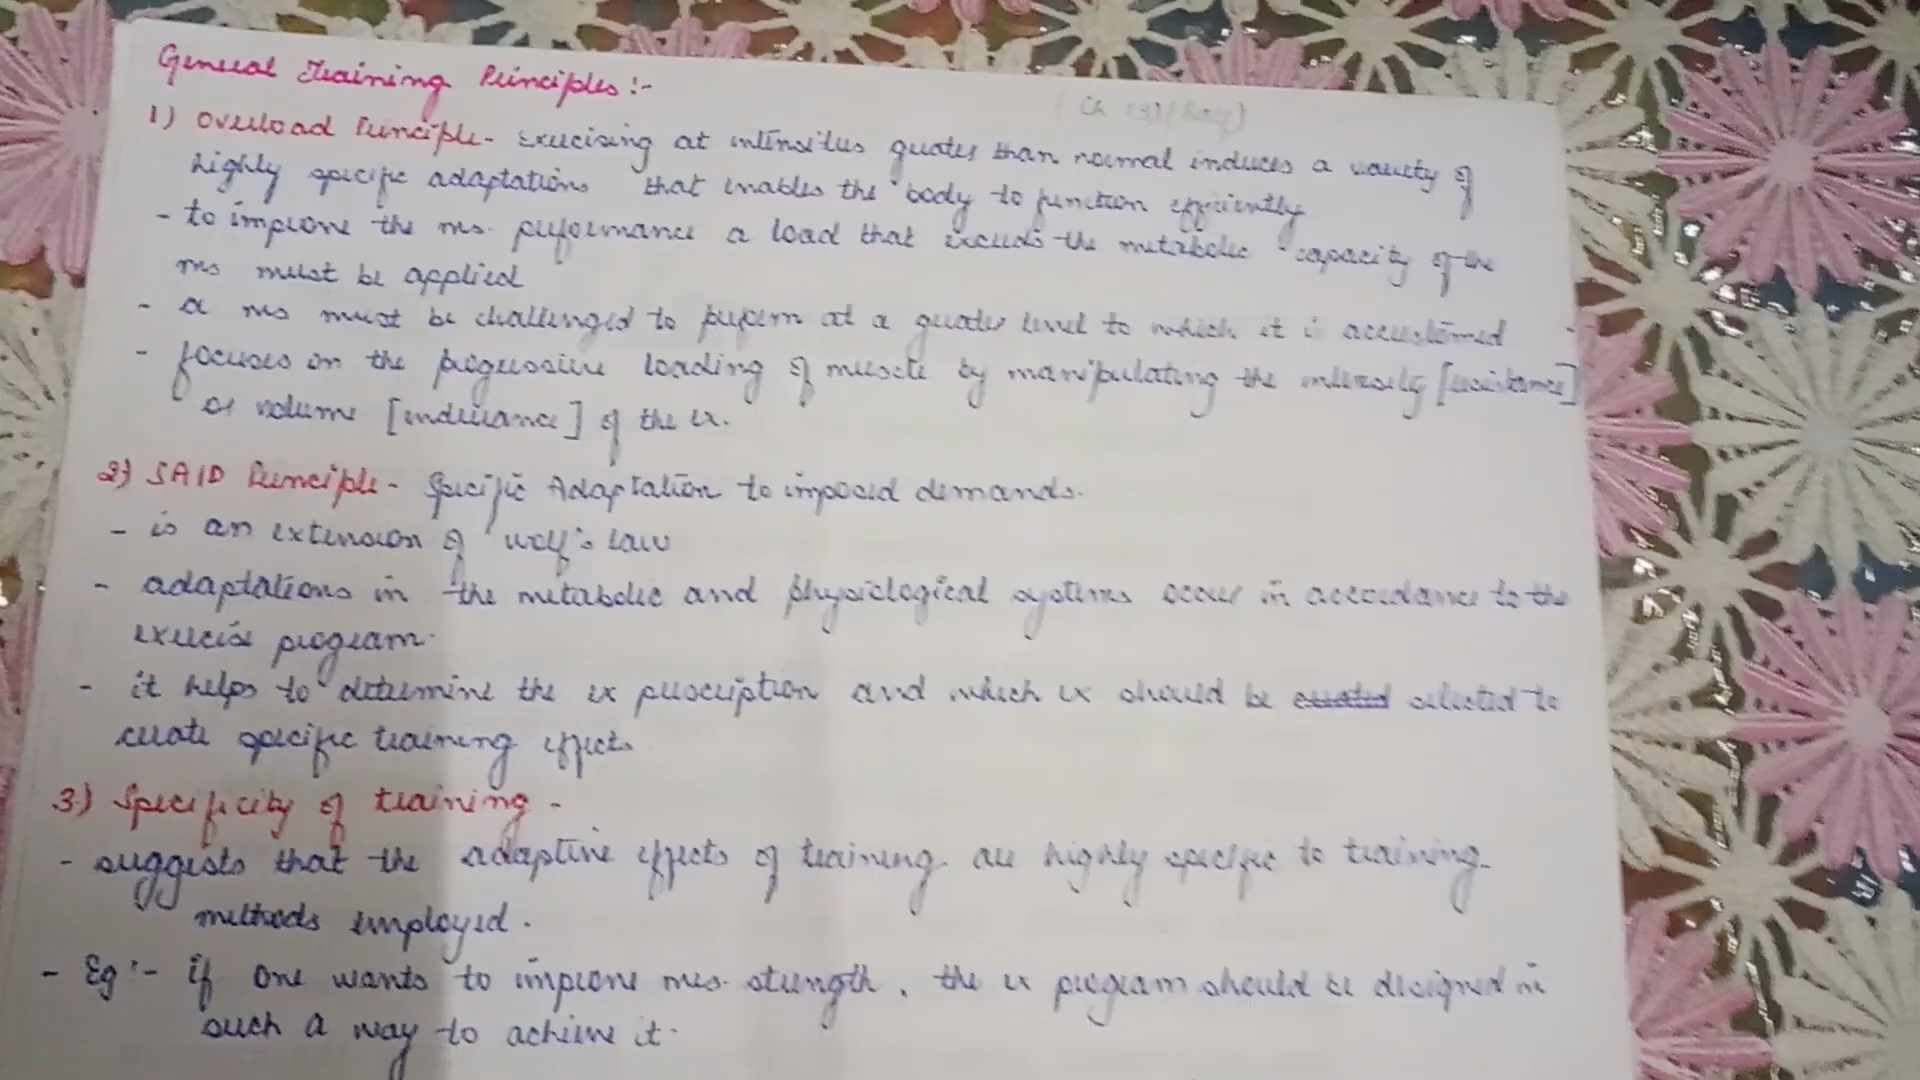 General Training Principles :-
1) Overload Principle - Exercising at intensities greater than normal induces a variety of
highly specific adaptations that enables the body to function efficiently
- to improve the ms. performance a load that exceeds the metabolic capacity of the
ms must be applied
- a ms must be challenged to perform at a greater level to which it is accustomed
- focuses on the progressive loading of muscle by manipulating the intensity [resistance]
or volume [endurance] of the ex.
2) SAID Principle - Specific Adaptation to imposed demands.
- is an extension of wolf's law
- adaptations in the metabolic and physiological systems occur in accordance to the
exercise program.
- it helps to determine the ex prescription and which ex should be selected to
create specific training effects
3.) Specificity of training -
- suggests that the adaptive effects of training are highly specific to training
methods employed.
- Eg :- if one wants to improve ms. strength, the ex program should be designed in
such a way to achieve it.